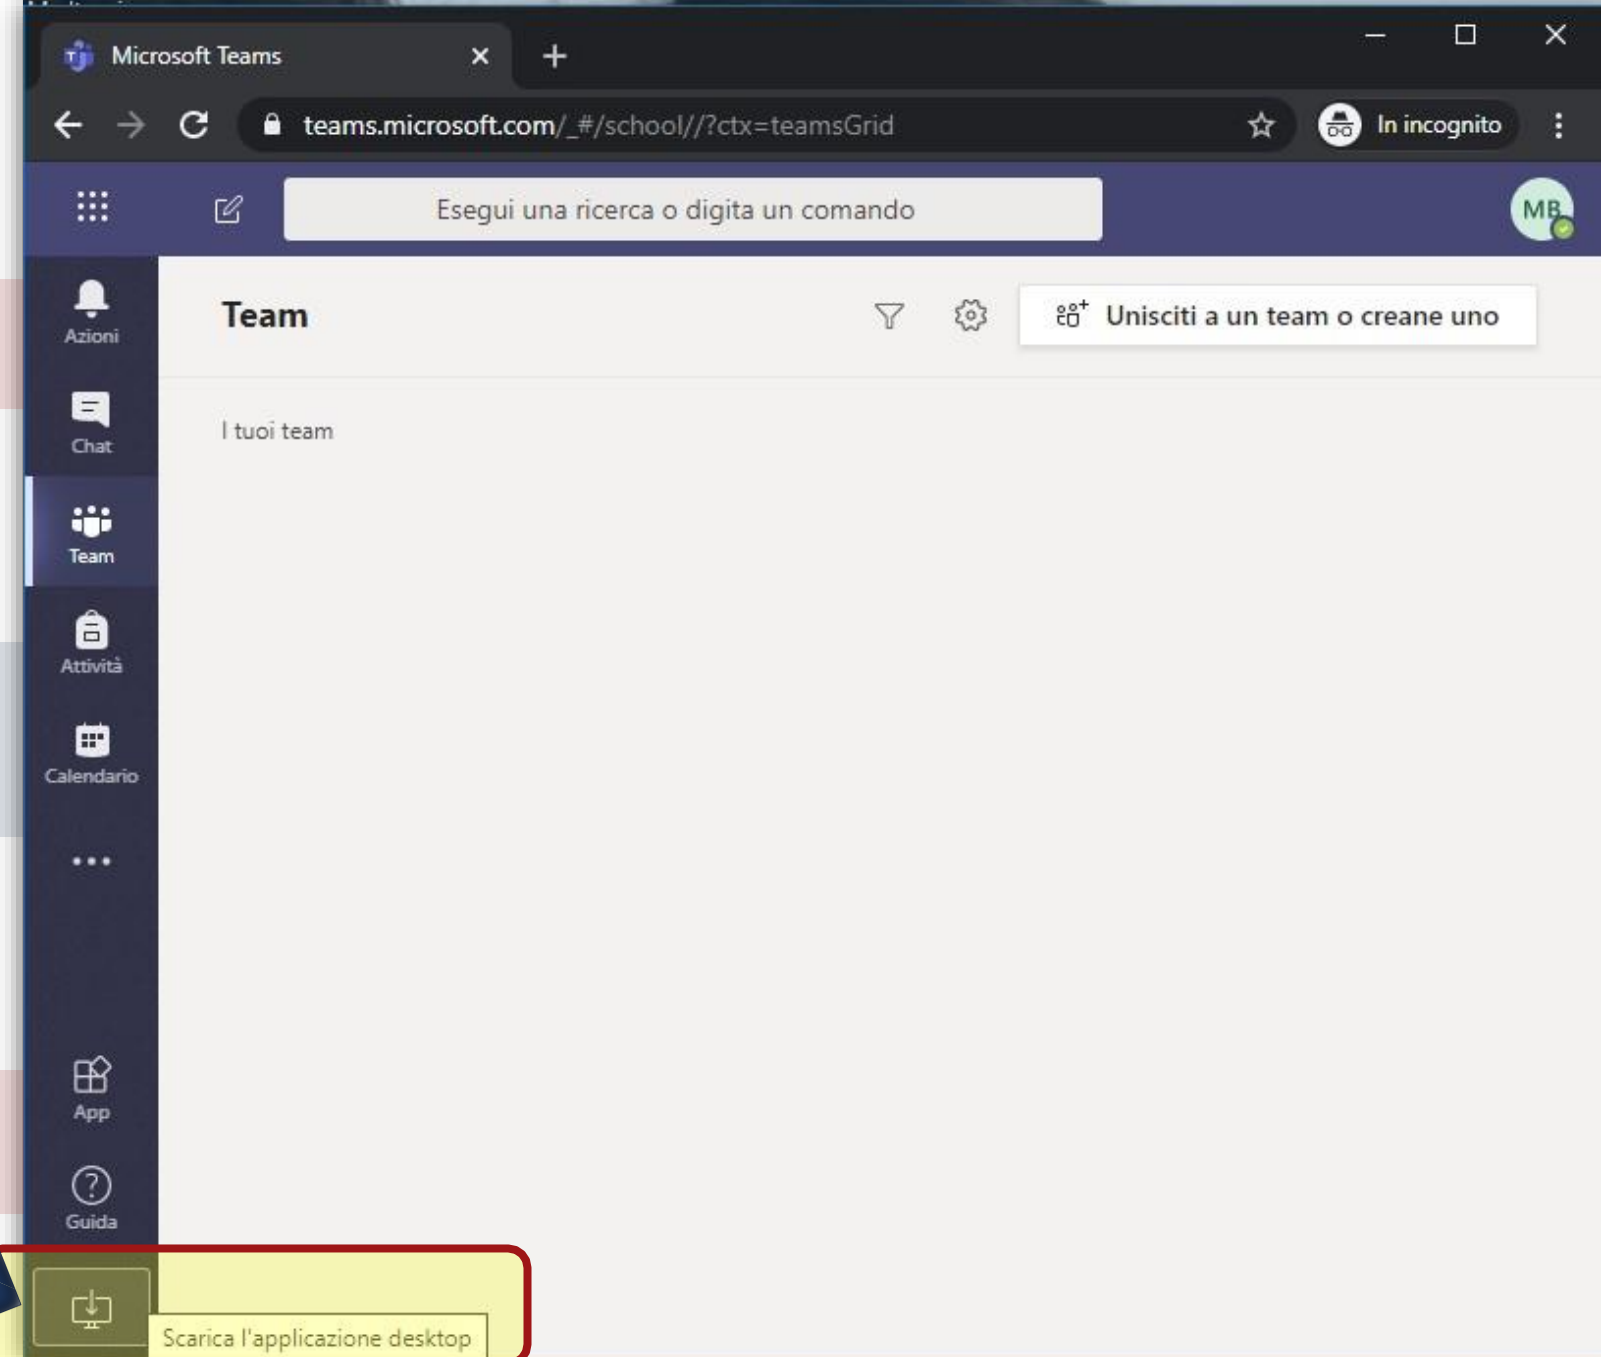 Microsoft Teams
teams.microsoft.com/_#/school//?ctx=teamsGrid
In incognito
Esegui una ricerca o digita un comando
MB
Azioni
Team
Unisciti a un team o creane uno
Chat
I tuoi team
Team
Attività
Calendario
App
Guida
Scarica l'applicazione desktop